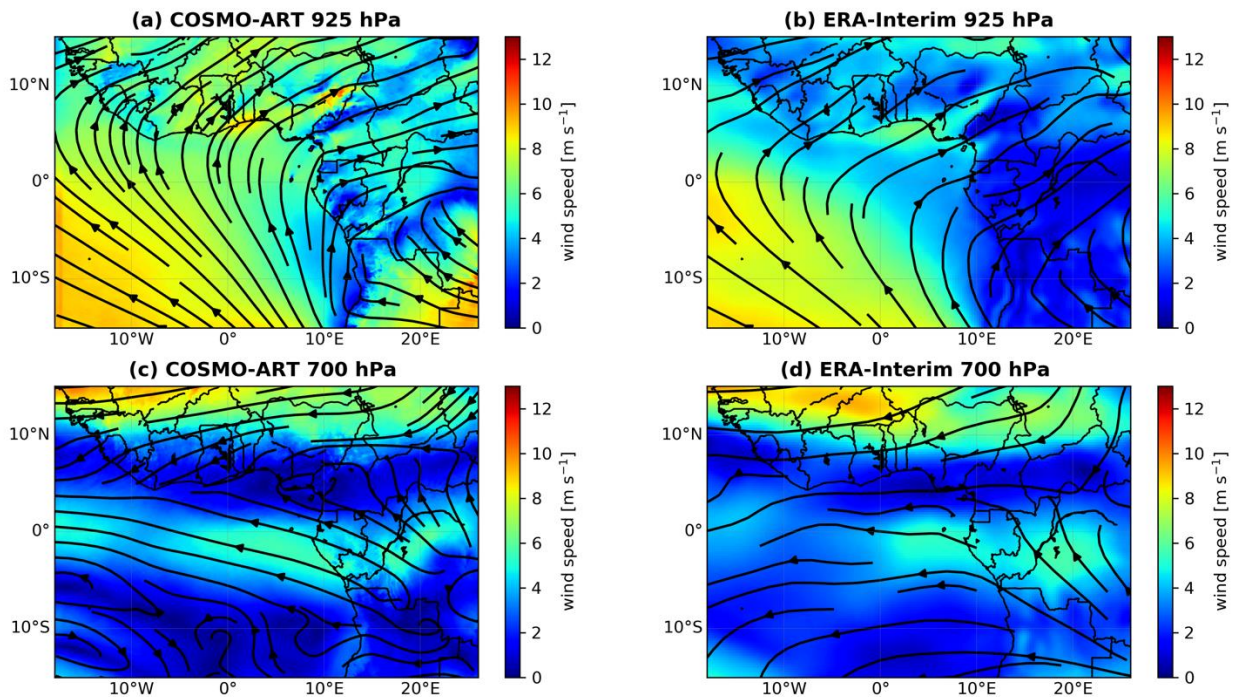 (a) COSMO-ART 925 hPa
10°N
0°
10°S
10°W
0°
10°E
20°E
12
10
8
6
4
2
0
wind speed [m s⁻¹]
(b) ERA-Interim 925 hPa
10°N
0°
10°S
10°W
0°
10°E
20°E
12
10
8
6
4
2
0
wind speed [m s⁻¹]
(c) COSMO-ART 700 hPa
10°N
0°
10°S
10°W
0°
10°E
20°E
12
10
8
6
4
2
0
wind speed [m s⁻¹]
(d) ERA-Interim 700 hPa
10°N
0°
10°S
10°W
0°
10°E
20°E
12
10
8
6
4
2
0
wind speed [m s⁻¹]